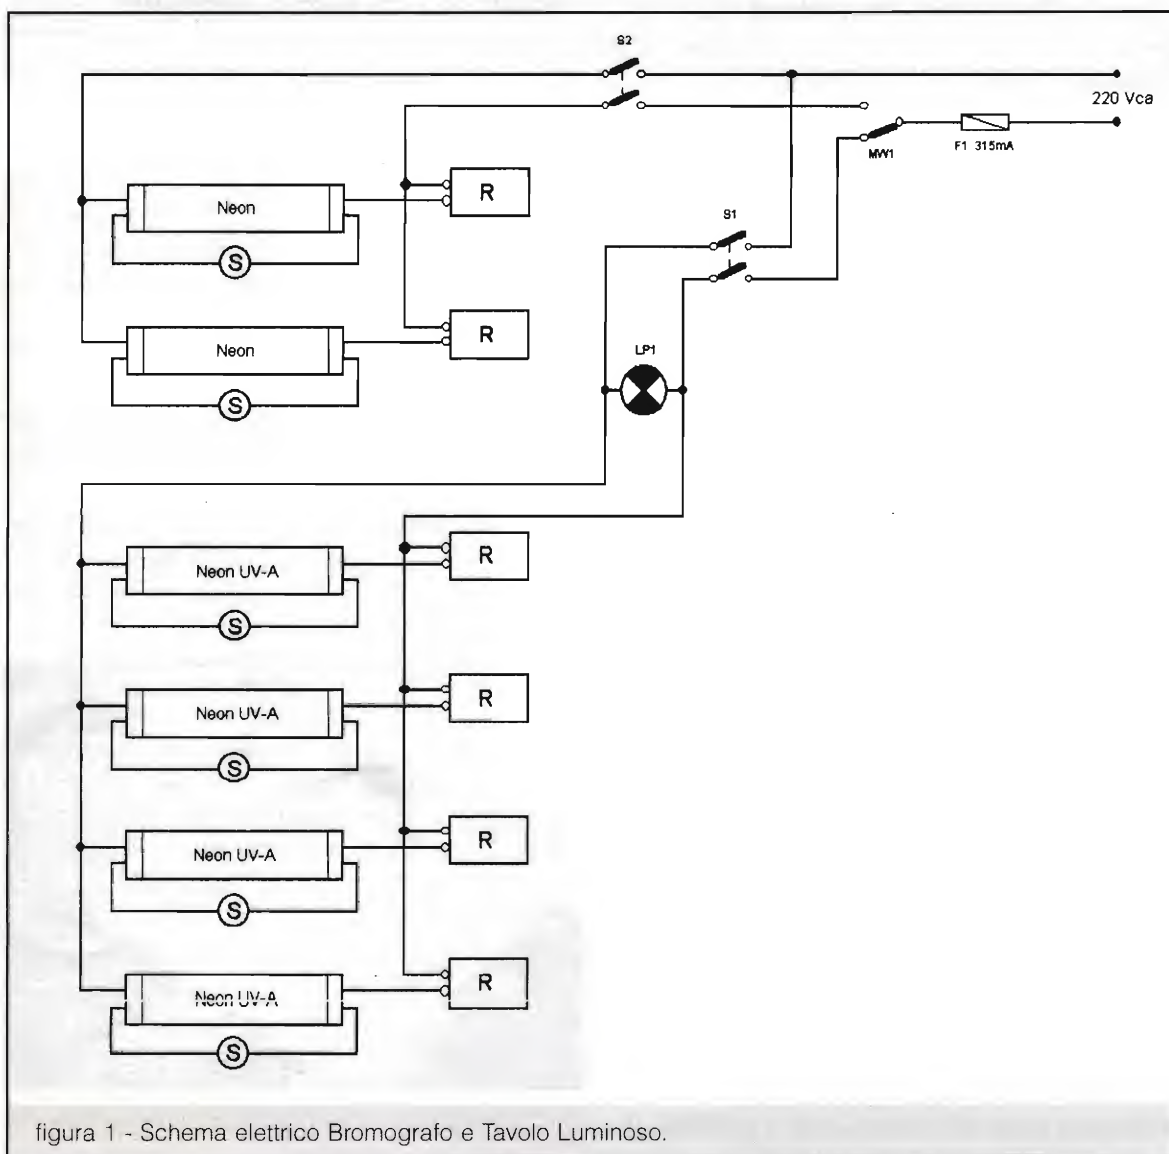 S2
220 Vca
MW1
F1 315mA
R
Neon
S
S1
R
Neon
S
LP1
R
Neon UV-A
S
R
Neon UV-A
S
R
Neon UV-A
S
R
Neon UV-A
S
figura 1 - Schema elettrico Bromografo e Tavolo Luminoso.